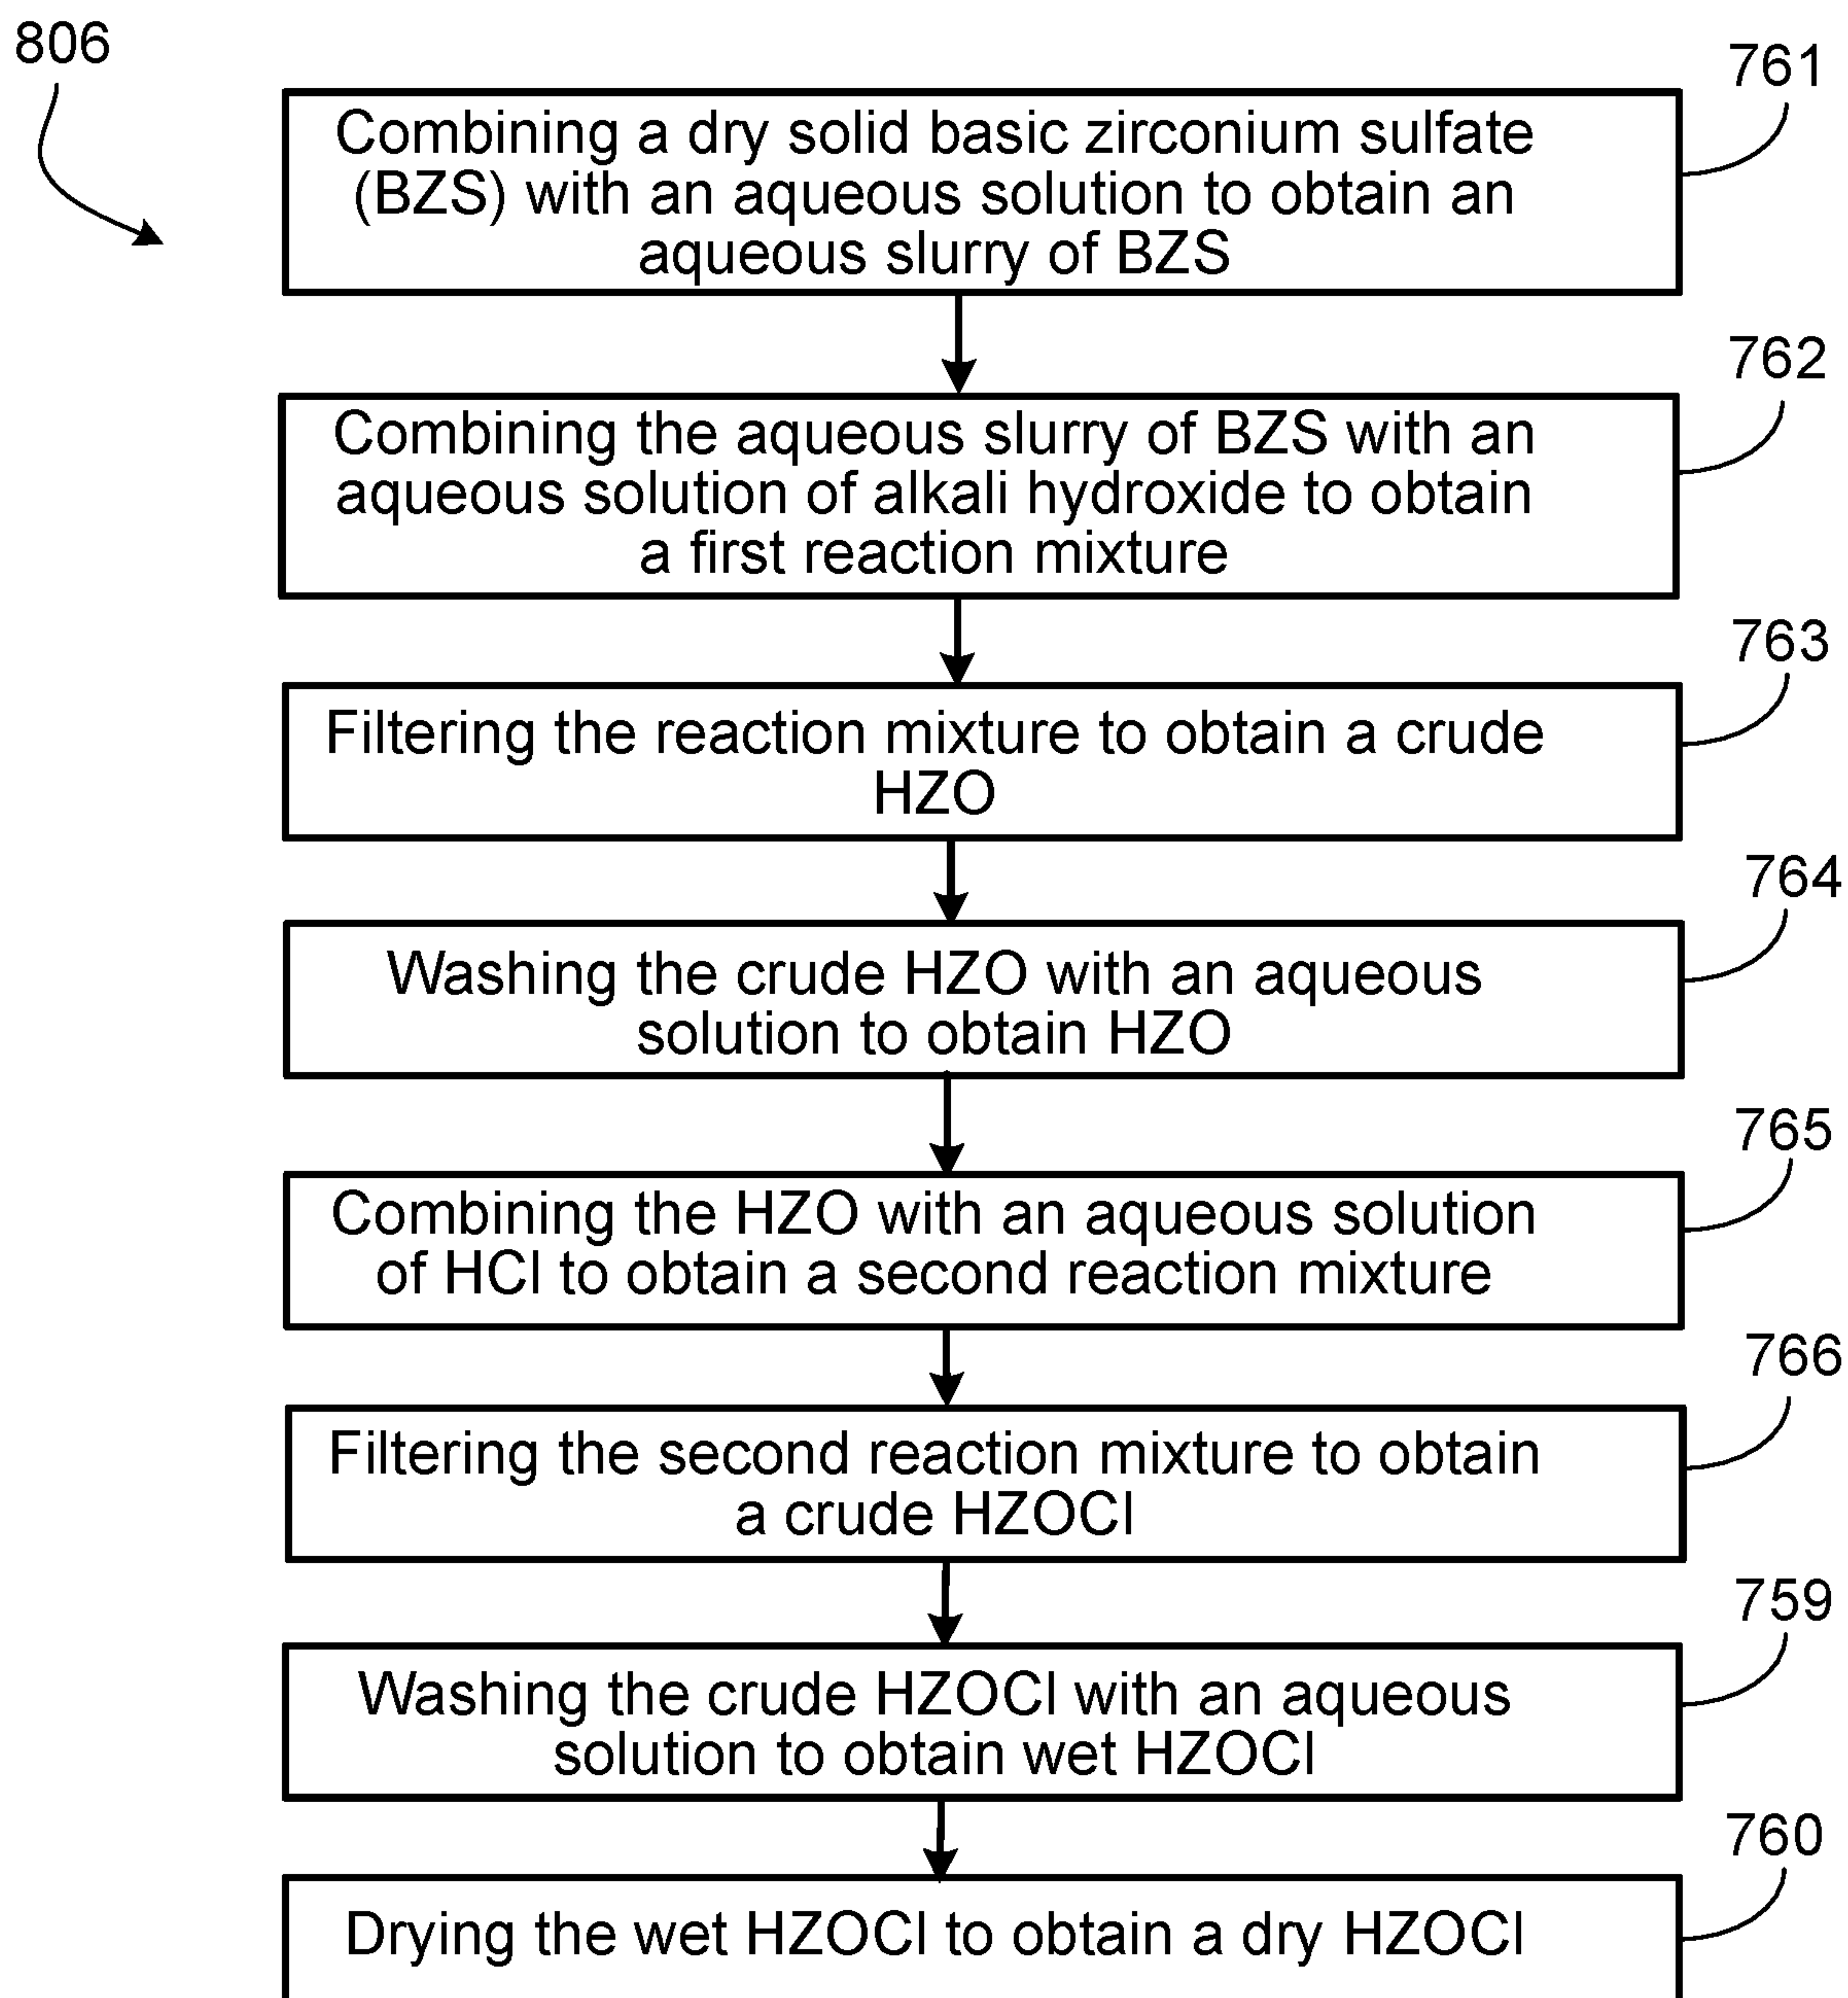 806
761
Combining a dry solid basic zirconium sulfate
(BZS) with an aqueous solution to obtain an
aqueous slurry of BZS
762
Combining the aqueous slurry of BZS with an
aqueous solution of alkali hydroxide to obtain
a first reaction mixture
763
Filtering the reaction mixture to obtain a crude
HZO
764
Washing the crude HZO with an aqueous
solution to obtain HZO
765
Combining the HZO with an aqueous solution
of HCl to obtain a second reaction mixture
766
Filtering the second reaction mixture to obtain
a crude HZOCl
759
Washing the crude HZOCl with an aqueous
solution to obtain wet HZOCl
760
Drying the wet HZOCl to obtain a dry HZOCl